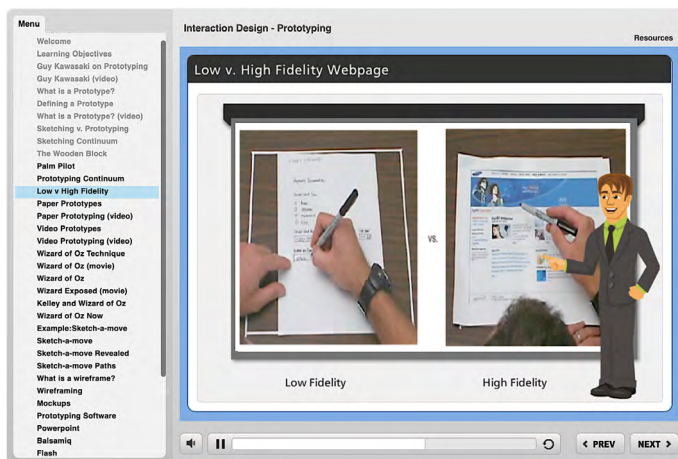 Menu
Welcome
Learning Objectives
Guy Kawasaki on Prototyping
Guy Kawasaki (video)
What is a Prototype?
Defining a Prototype
What is a Prototype? (video)
Sketching v. Prototyping
Sketching Continuum
The Wooden Block
Palm Pilot
Prototyping Continuum
Low v High Fidelity
Paper Prototypes
Paper Prototyping (video)
Video Prototypes
Video Prototyping (video)
Wizard of Oz Technique
Wizard of Oz (movie)
Wizard of Oz
Wizard Exposed (movie)
Kelley and Wizard of Oz
Wizard of Oz Now
Example:Sketch-a-move
Sketch-a-move
Sketch-a-move Revealed
Sketch-a-move Paths
What is a wireframe?
Wireframing
Mockups
Prototyping Software
Powerpoint
Balsamiq
Flash
Interaction Design - Prototyping
Resources
Low v. High Fidelity Webpage
vs.
Low Fidelity
High Fidelity
< PREV
NEXT >